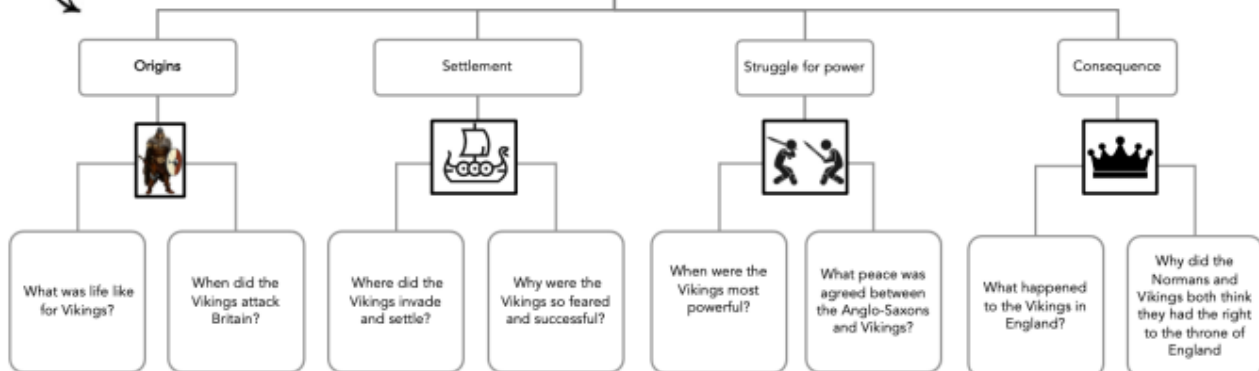 Origins
Settlement
Struggle for power
Consequence
What was life like
for Vikings?
When did the
Vikings attack
Britain?
Where did the
Vikings invade
and settle?
Why were the
Vikings so feared
and successful?
When were the
Vikings most
powerful?
What peace was
agreed between
the Anglo-Saxons
and Vikings?
What happened
to the Vikings in
England?
Why did the
Normans and
Vikings both think
they had the right
to the throne of
England